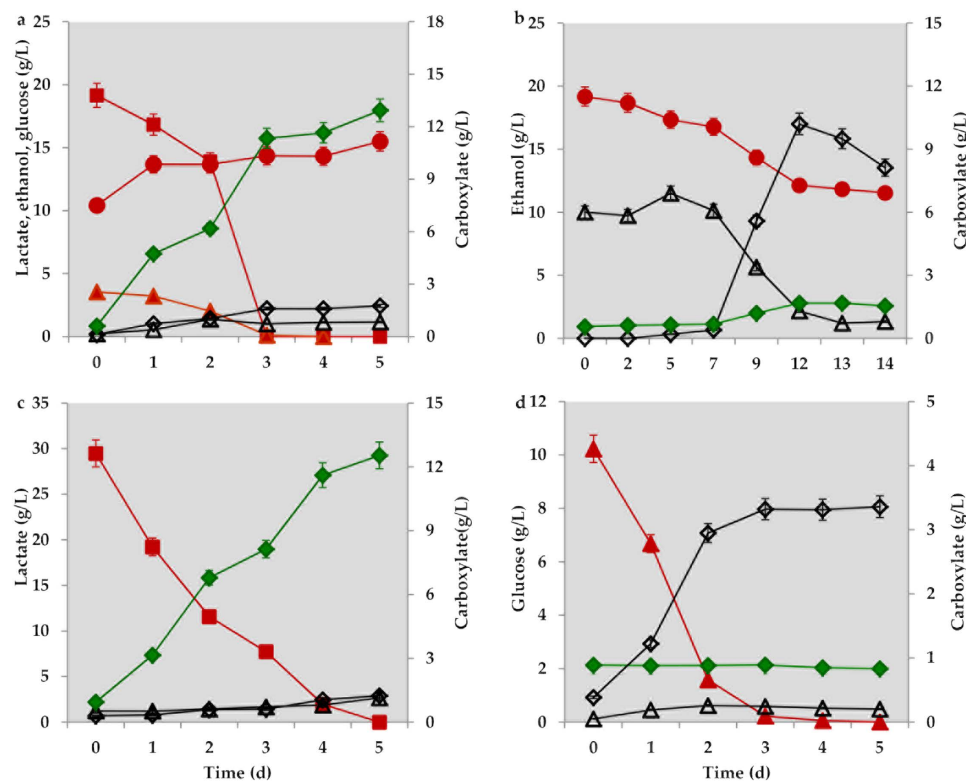 a
25
20
15
10
5
0
Lactate, ethanol, glucose (g/L)
18
15
12
9
6
3
0
Carboxylate (g/L)
0 1 2 3 4 5
b
25
20
15
10
5
0
Ethanol (g/L)
15
12
9
6
3
0
Carboxylate (g/L)
0 2 5 7 9 12 13 14
c
35
30
25
20
15
10
5
0
Lactate (g/L)
15
12
9
6
3
0
Carboxylate(g/L)
0 1 2 3 4 5
Time (d)
d
12
10
8
6
4
2
0
Glucose (g/L)
5
4
3
2
1
0
Carboxylate (g/L)
0 1 2 3 4 5
Time (d)